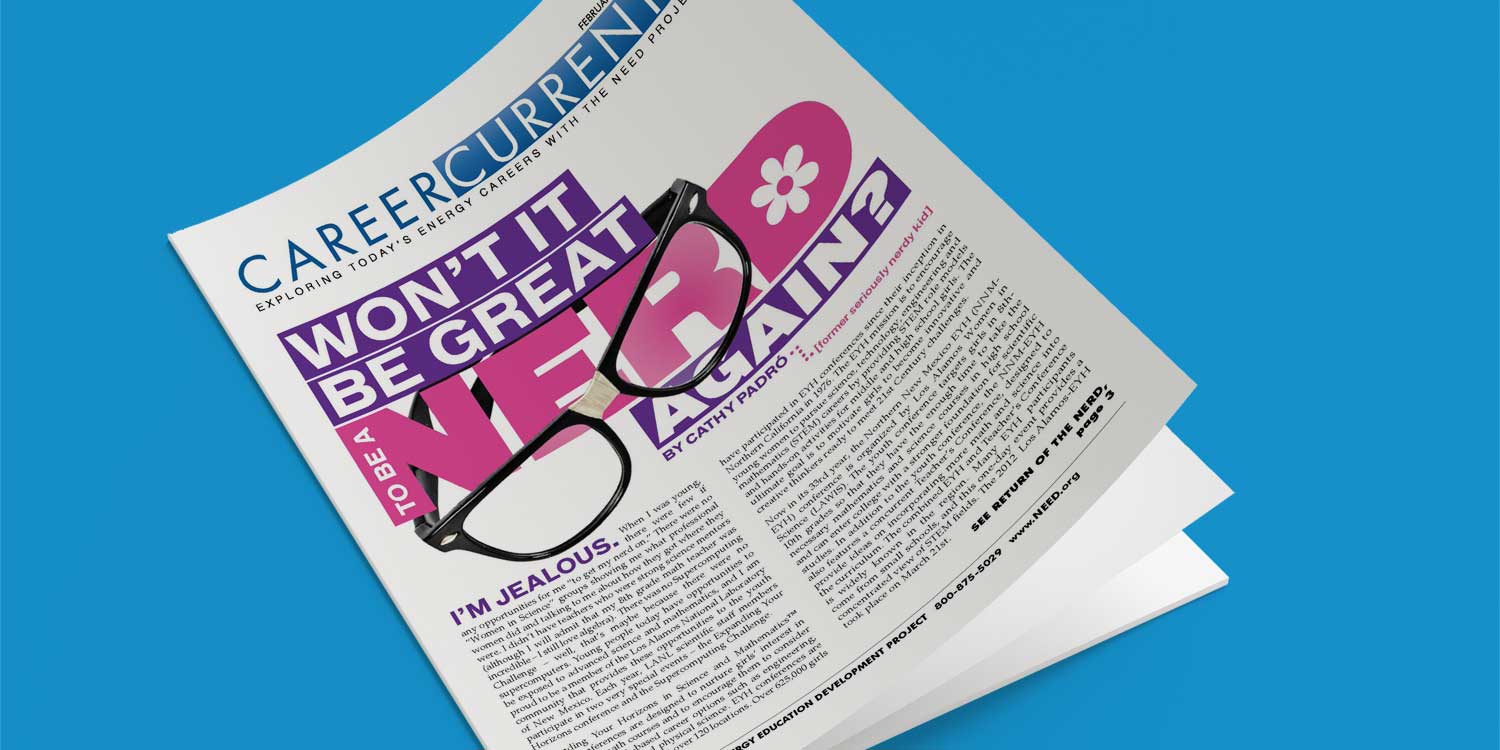 FEBRUA
CAREERCURRENT
EXPLORING TODAY'S ENERGY CAREERS WITH THE NEED PROJE
WON'T IT
BE GREAT
TO BE A
NERD
AGAIN?
BY CATHY PADRÓ
[former seriously nerdy kid]
I'M JEALOUS. When I was young,
any opportunities for me "to get my nerd on." There were no
"Women in Science" groups showing me what professional
women did and talking to me about how they got where they
were. I didn't have teachers who were strong science mentors
(although I will admit that my 8th grade math teacher was
incredible–I still love algebra). There was no Supercomputing
Challenge – well, that's maybe because there were no
supercomputers. Young people today have opportunities to
be exposed to advanced science and mathematics, and I am
proud to be a member of the Los Alamos National Laboratory
community that provides these opportunities to the youth
of New Mexico. Each year, LANL scientific staff members
participate in two very special events – the Expanding Your
Horizons conference and the Supercomputing Challenge.
nding Your Horizons in Science and Mathematics™
nferences are designed to nurture girls' interest in
ath courses and to encourage them to consider
based career options such as engineering,
physical science. EYH conferences are
over 120 locations. Over 625,000 girls
have participated in EYH conferences since their inception in
Northern California in 1976. The EYH mission is to encourage
young women to pursue science, technology, engineering and
mathematics (STEM) careers by providing STEM role models
and hands-on activities for middle and high school girls. The
ultimate goal is to motivate girls to become innovative and
creative thinkers ready to meet 21st Century challenges.
Now in its 33rd year, the Northern New Mexico EYH (NNM-
EYH) conference is organized by Los Alamos Women in
Science (LAWIS). The youth conference targets girls in 8th-
10th grades so that they have the enough time to take the
necessary mathematics and science courses in high school
and can enter college with a stronger foundation for scientific
studies. In addition to the youth conference, the NNM-EYH
also features a concurrent Teacher's Conference, designed to
provide ideas on incorporating more math and science into
the curriculum. The combined EYH and Teacher's Conference
is widely known in the region. Many EYH participants
come from small schools, and this one-day event provides a
concentrated view of STEM fields. The 2012 Los Alamos-EYH
took place on March 21st.
SEE RETURN OF THE NERD,
page 3
RGY EDUCATION DEVELOPMENT PROJECT 800-875-5029 www.NEED.org